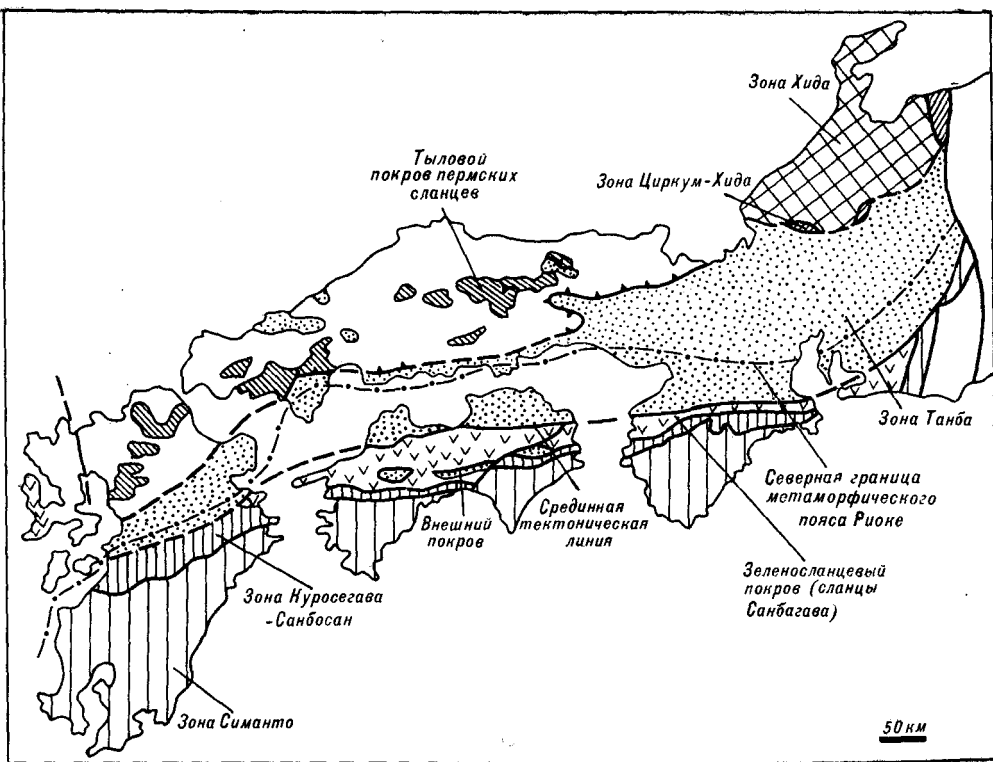 Зона Хида
Тыловой
покров пермских
сланцев
Зона Циркум-Хида
Зона Танба
Северная граница
метаморфического
пояса Риоке
Внешний
покров
Срединная
тектоническая
линия
Зеленосланцевый
покров (сланцы
Санбагава)
Зона Куросегава
-Санбосан
Зона Симанто
50 км